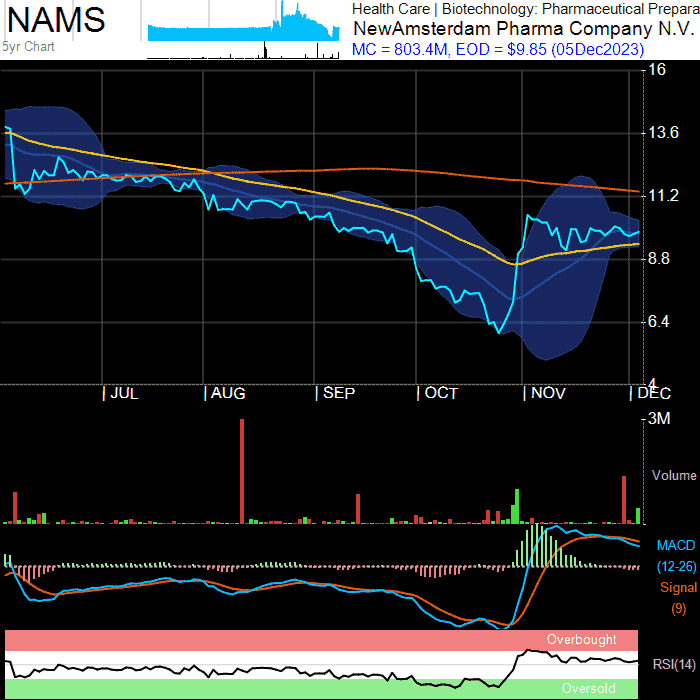 NAMS
5yr Chart
Health Care | Biotechnology: Pharmaceutical Prepara
NewAmsterdam Pharma Company N.V.
MC = 803.4M, EOD = $9.85 (05Dec2023)
16
13.6
11.2
8.8
6.4
4
JUL
AUG
SEP
OCT
NOV
DEC
3M
Volume
MACD
(12-26)
Signal
(9)
Overbought
RSI(14)
Oversold